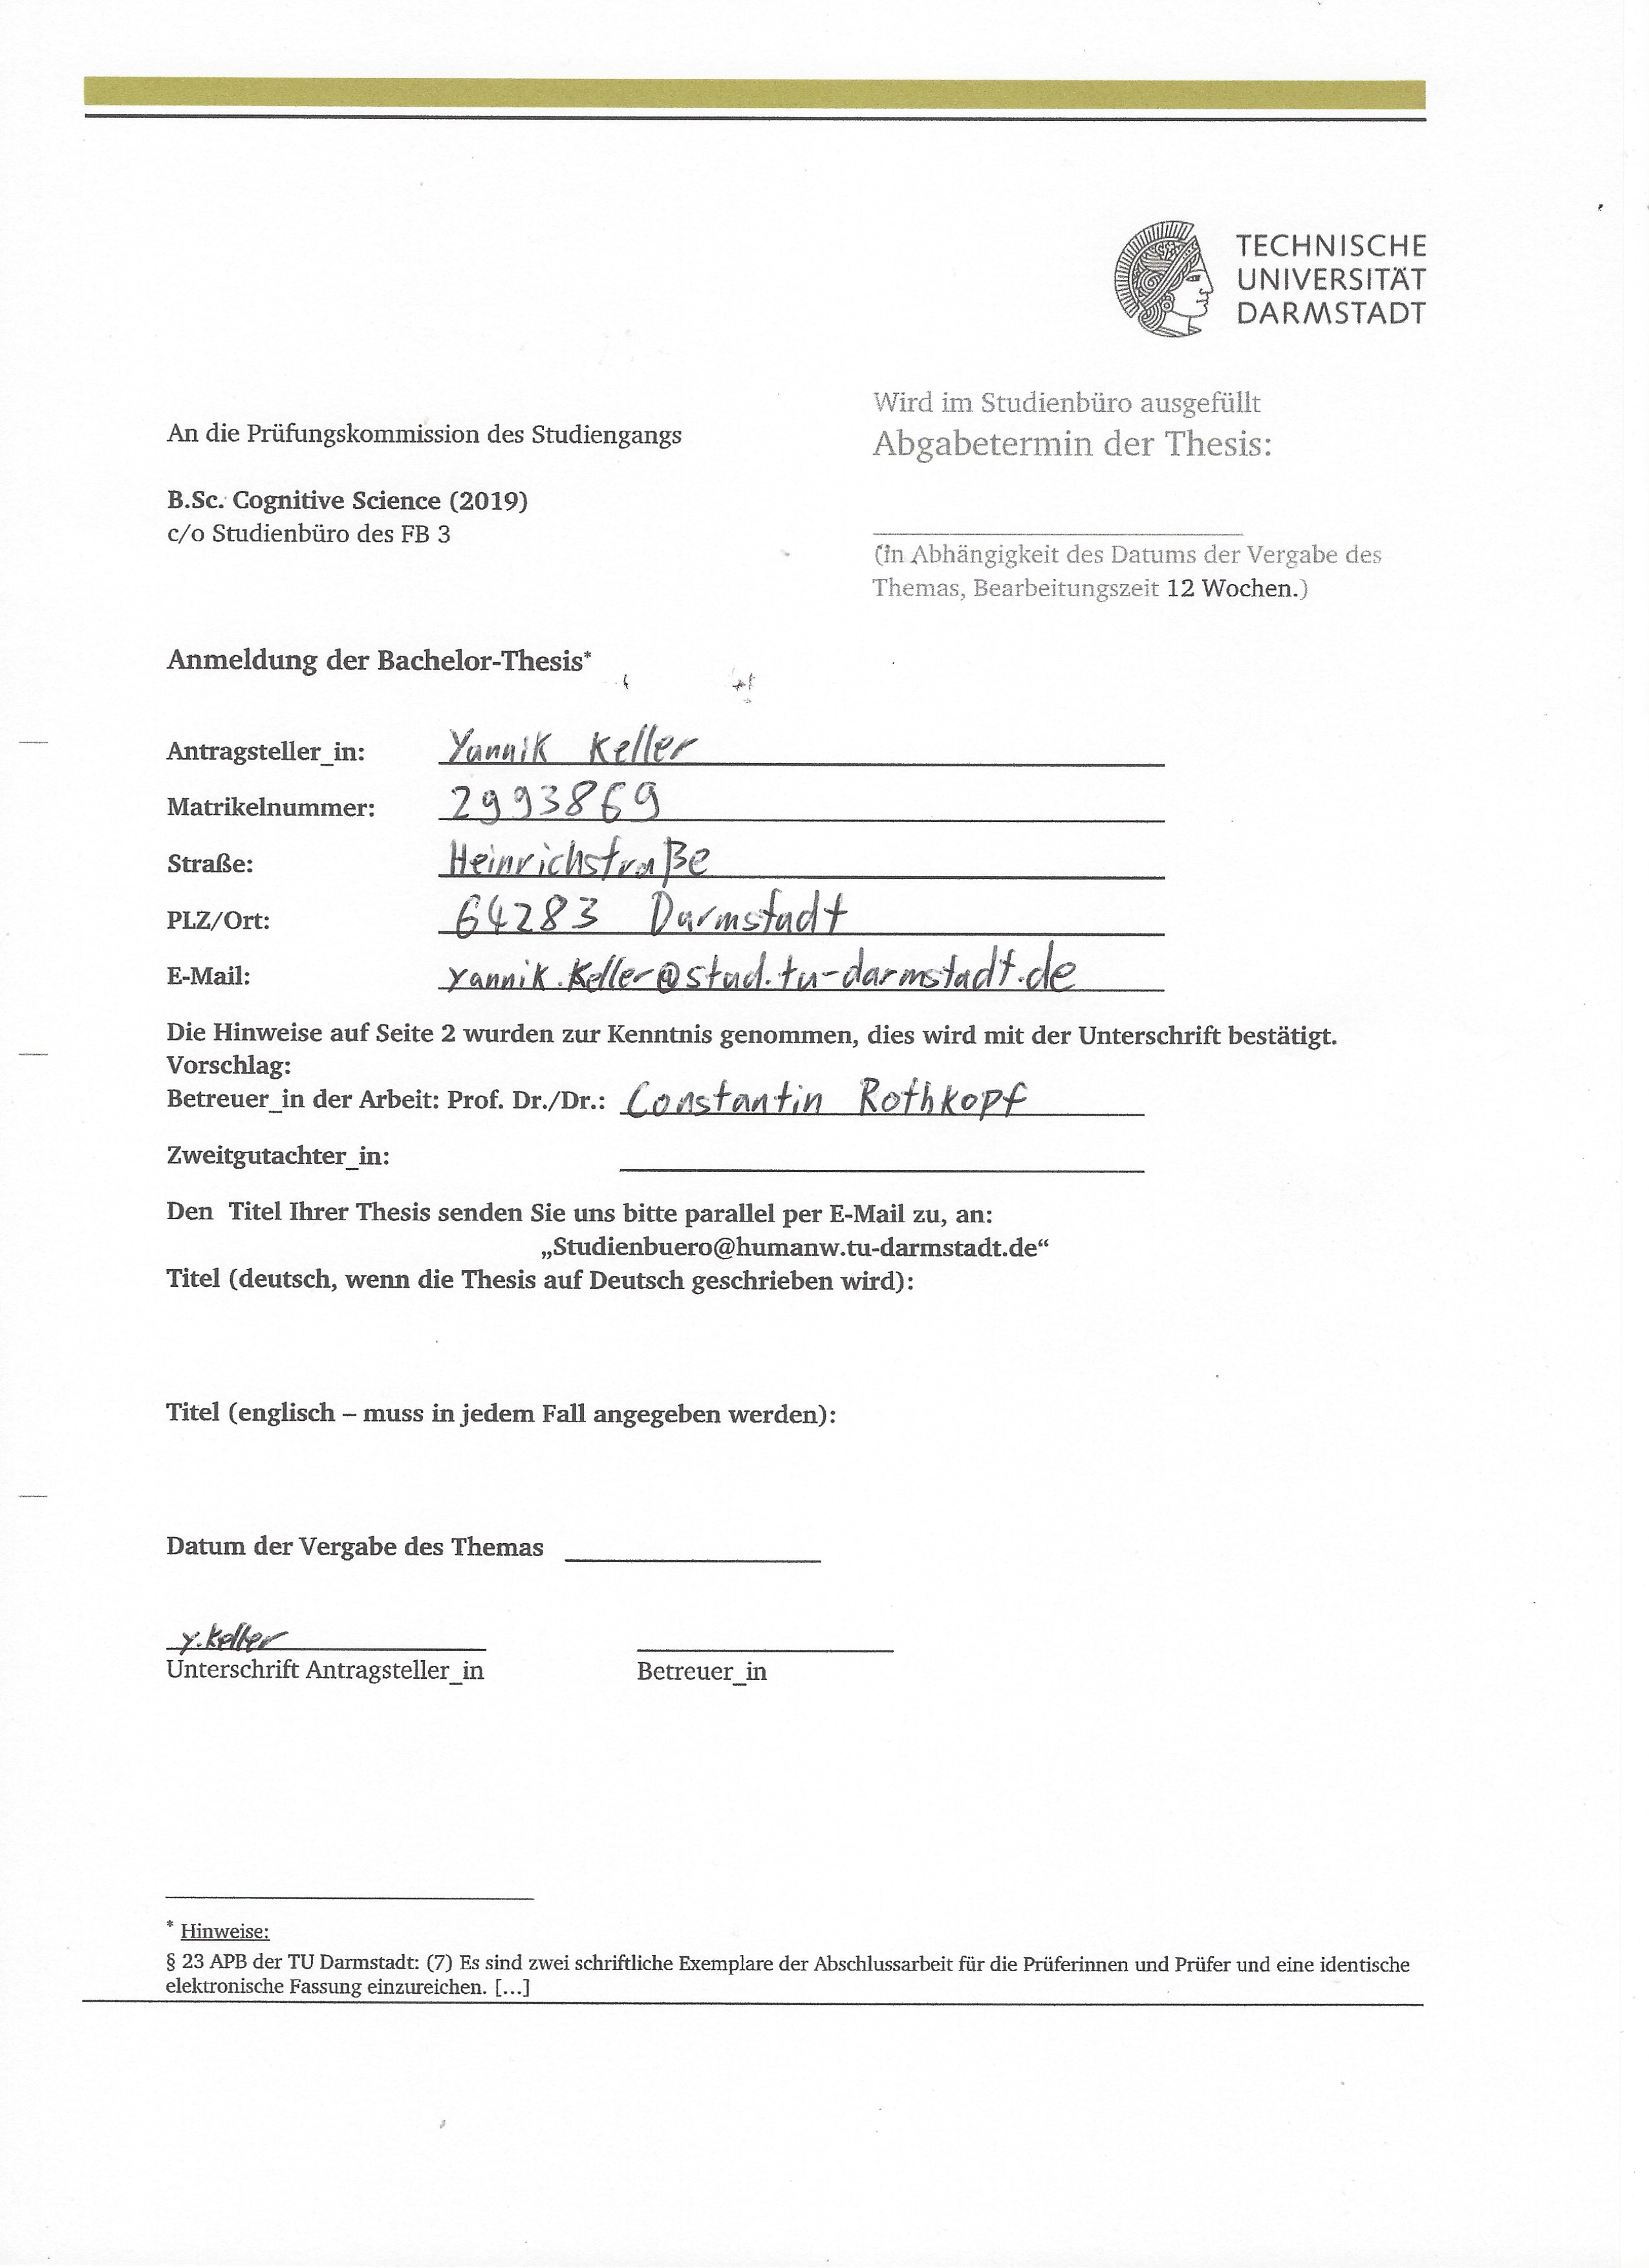 TECHNISCHE
UNIVERSITÄT
DARMSTADT
An die Prüfungskommission des Studiengangs
B.Sc. Cognitive Science (2019)
c/o Studienbüro des FB 3
Wird im Studienbüro ausgefüllt
Abgabetermin der Thesis:
(In Abhängigkeit des Datums der Vergabe des
Themas, Bearbeitungszeit 12 Wochen.)
Anmeldung der Bachelor-Thesis*
Antragsteller_in: Yannik Keller
Matrikelnummer: 2993869
Straße: Heinrichstraße
PLZ/Ort: 64283 Darmstadt
E-Mail: yannik.keller@stud.tu-darmstadt.de
Die Hinweise auf Seite 2 wurden zur Kenntnis genommen, dies wird mit der Unterschrift bestätigt.
Vorschlag:
Betreuer_in der Arbeit: Prof. Dr./Dr.: Constantin Rothkopf
Zweitgutachter_in:
Den Titel Ihrer Thesis senden Sie uns bitte parallel per E-Mail zu, an:
„Studienbuero@humanw.tu-darmstadt.de“
Titel (deutsch, wenn die Thesis auf Deutsch geschrieben wird):
Titel (englisch – muss in jedem Fall angegeben werden):
Datum der Vergabe des Themas
y.Keller
Unterschrift Antragsteller_in Betreuer_in
* Hinweise:
§ 23 APB der TU Darmstadt: (7) Es sind zwei schriftliche Exemplare der Abschlussarbeit für die Prüferinnen und Prüfer und eine identische
elektronische Fassung einzureichen. […]